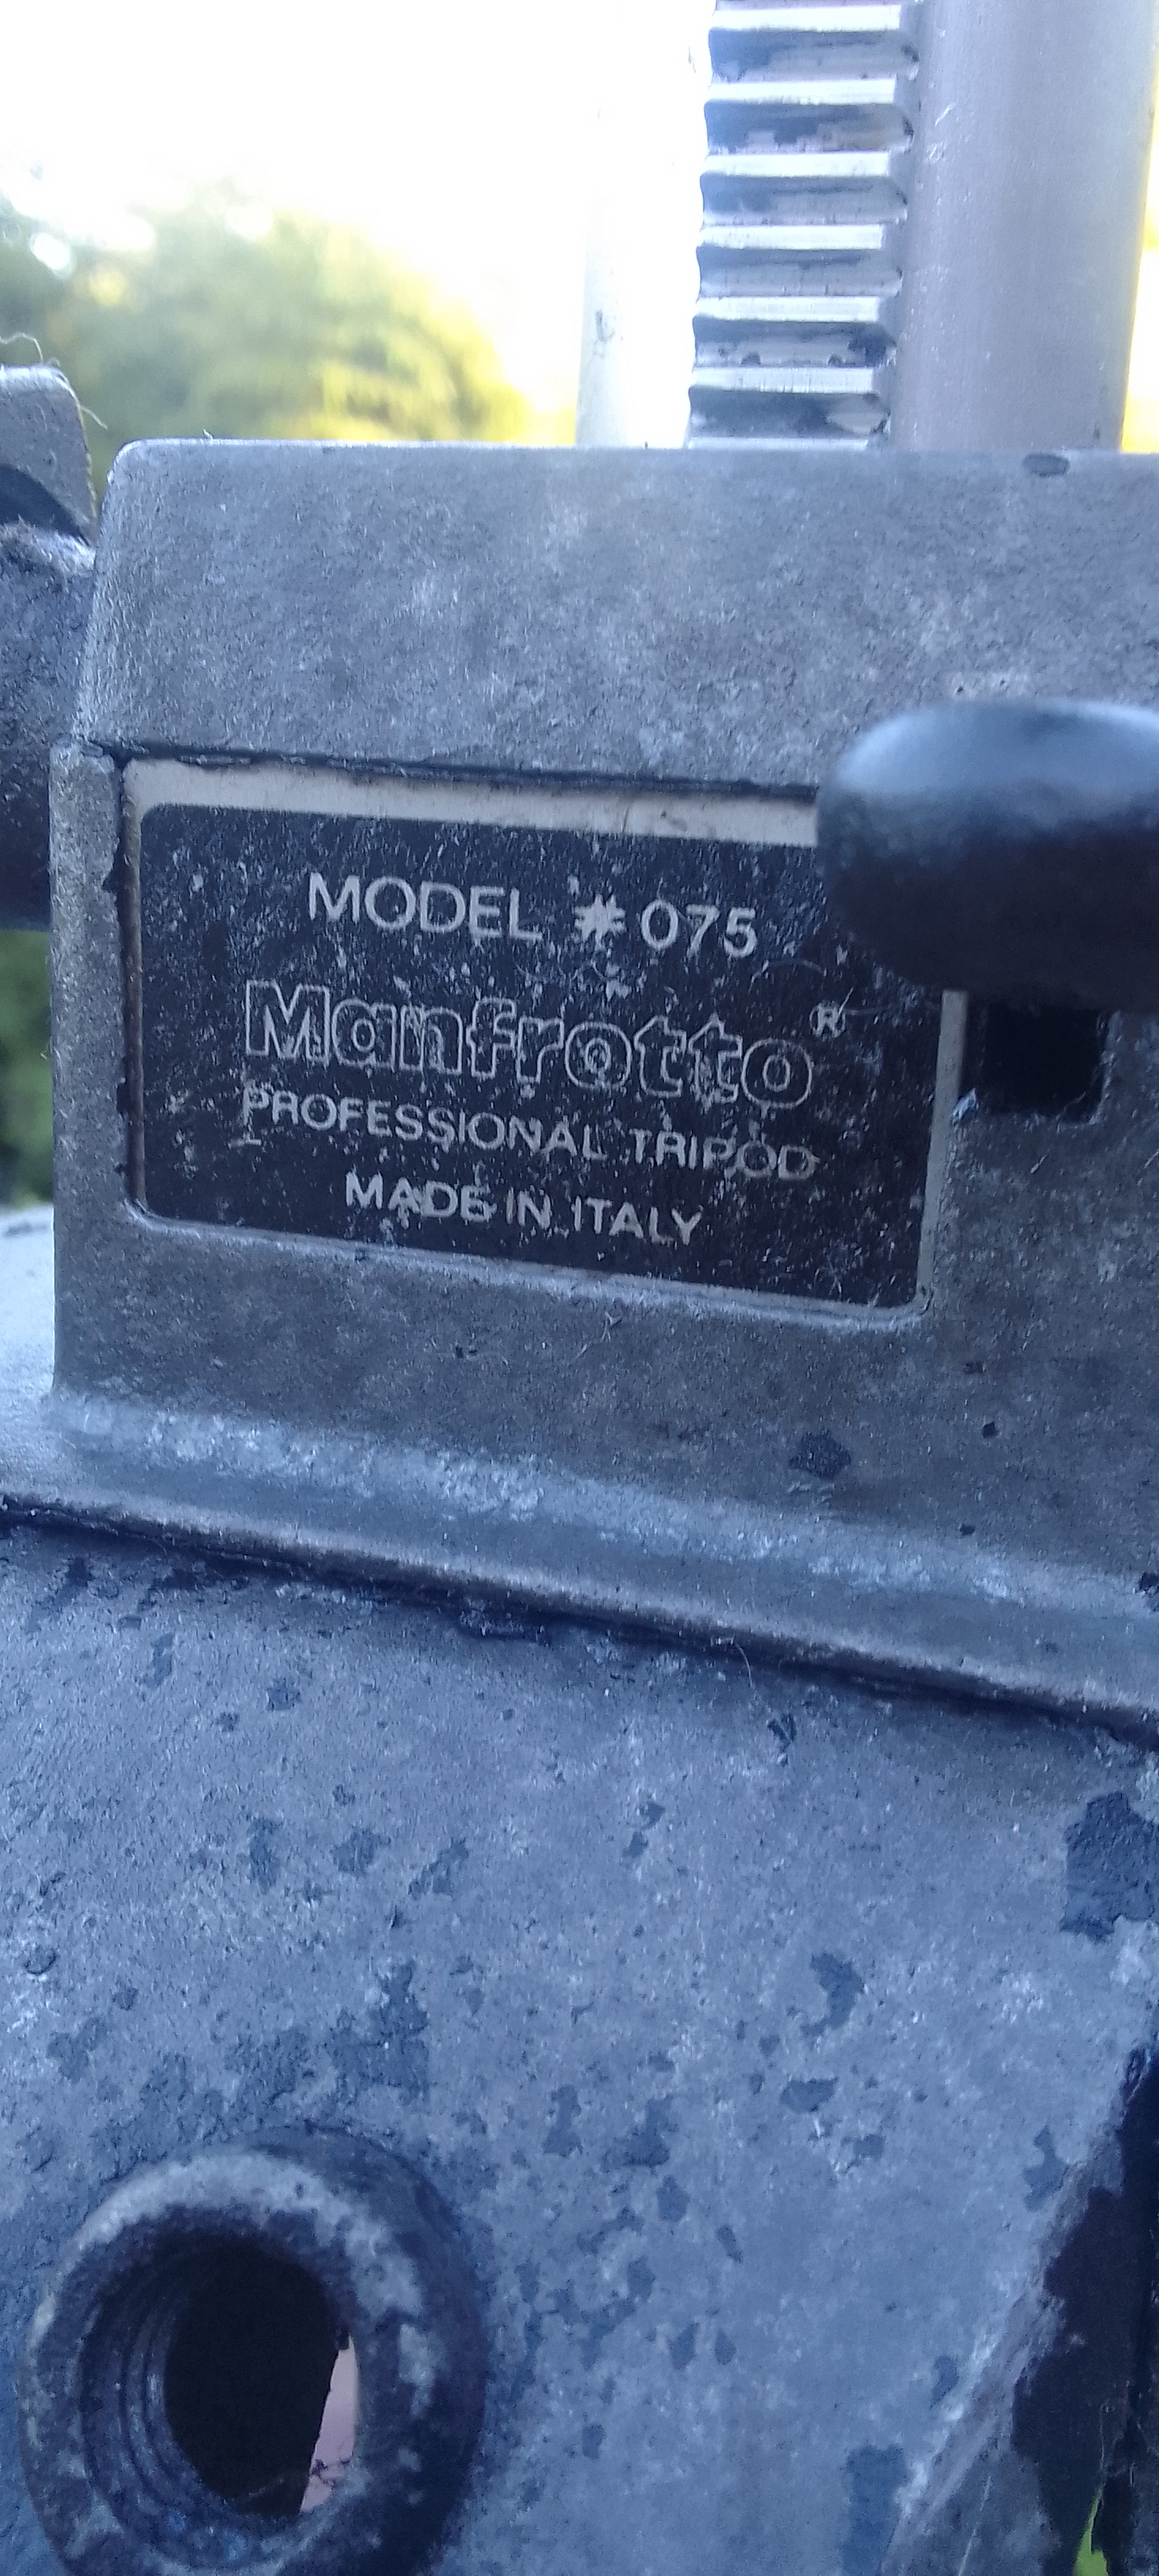 MODEL #075
Manfrotto ®
PROFESSIONAL TRIPOD
MADE IN ITALY